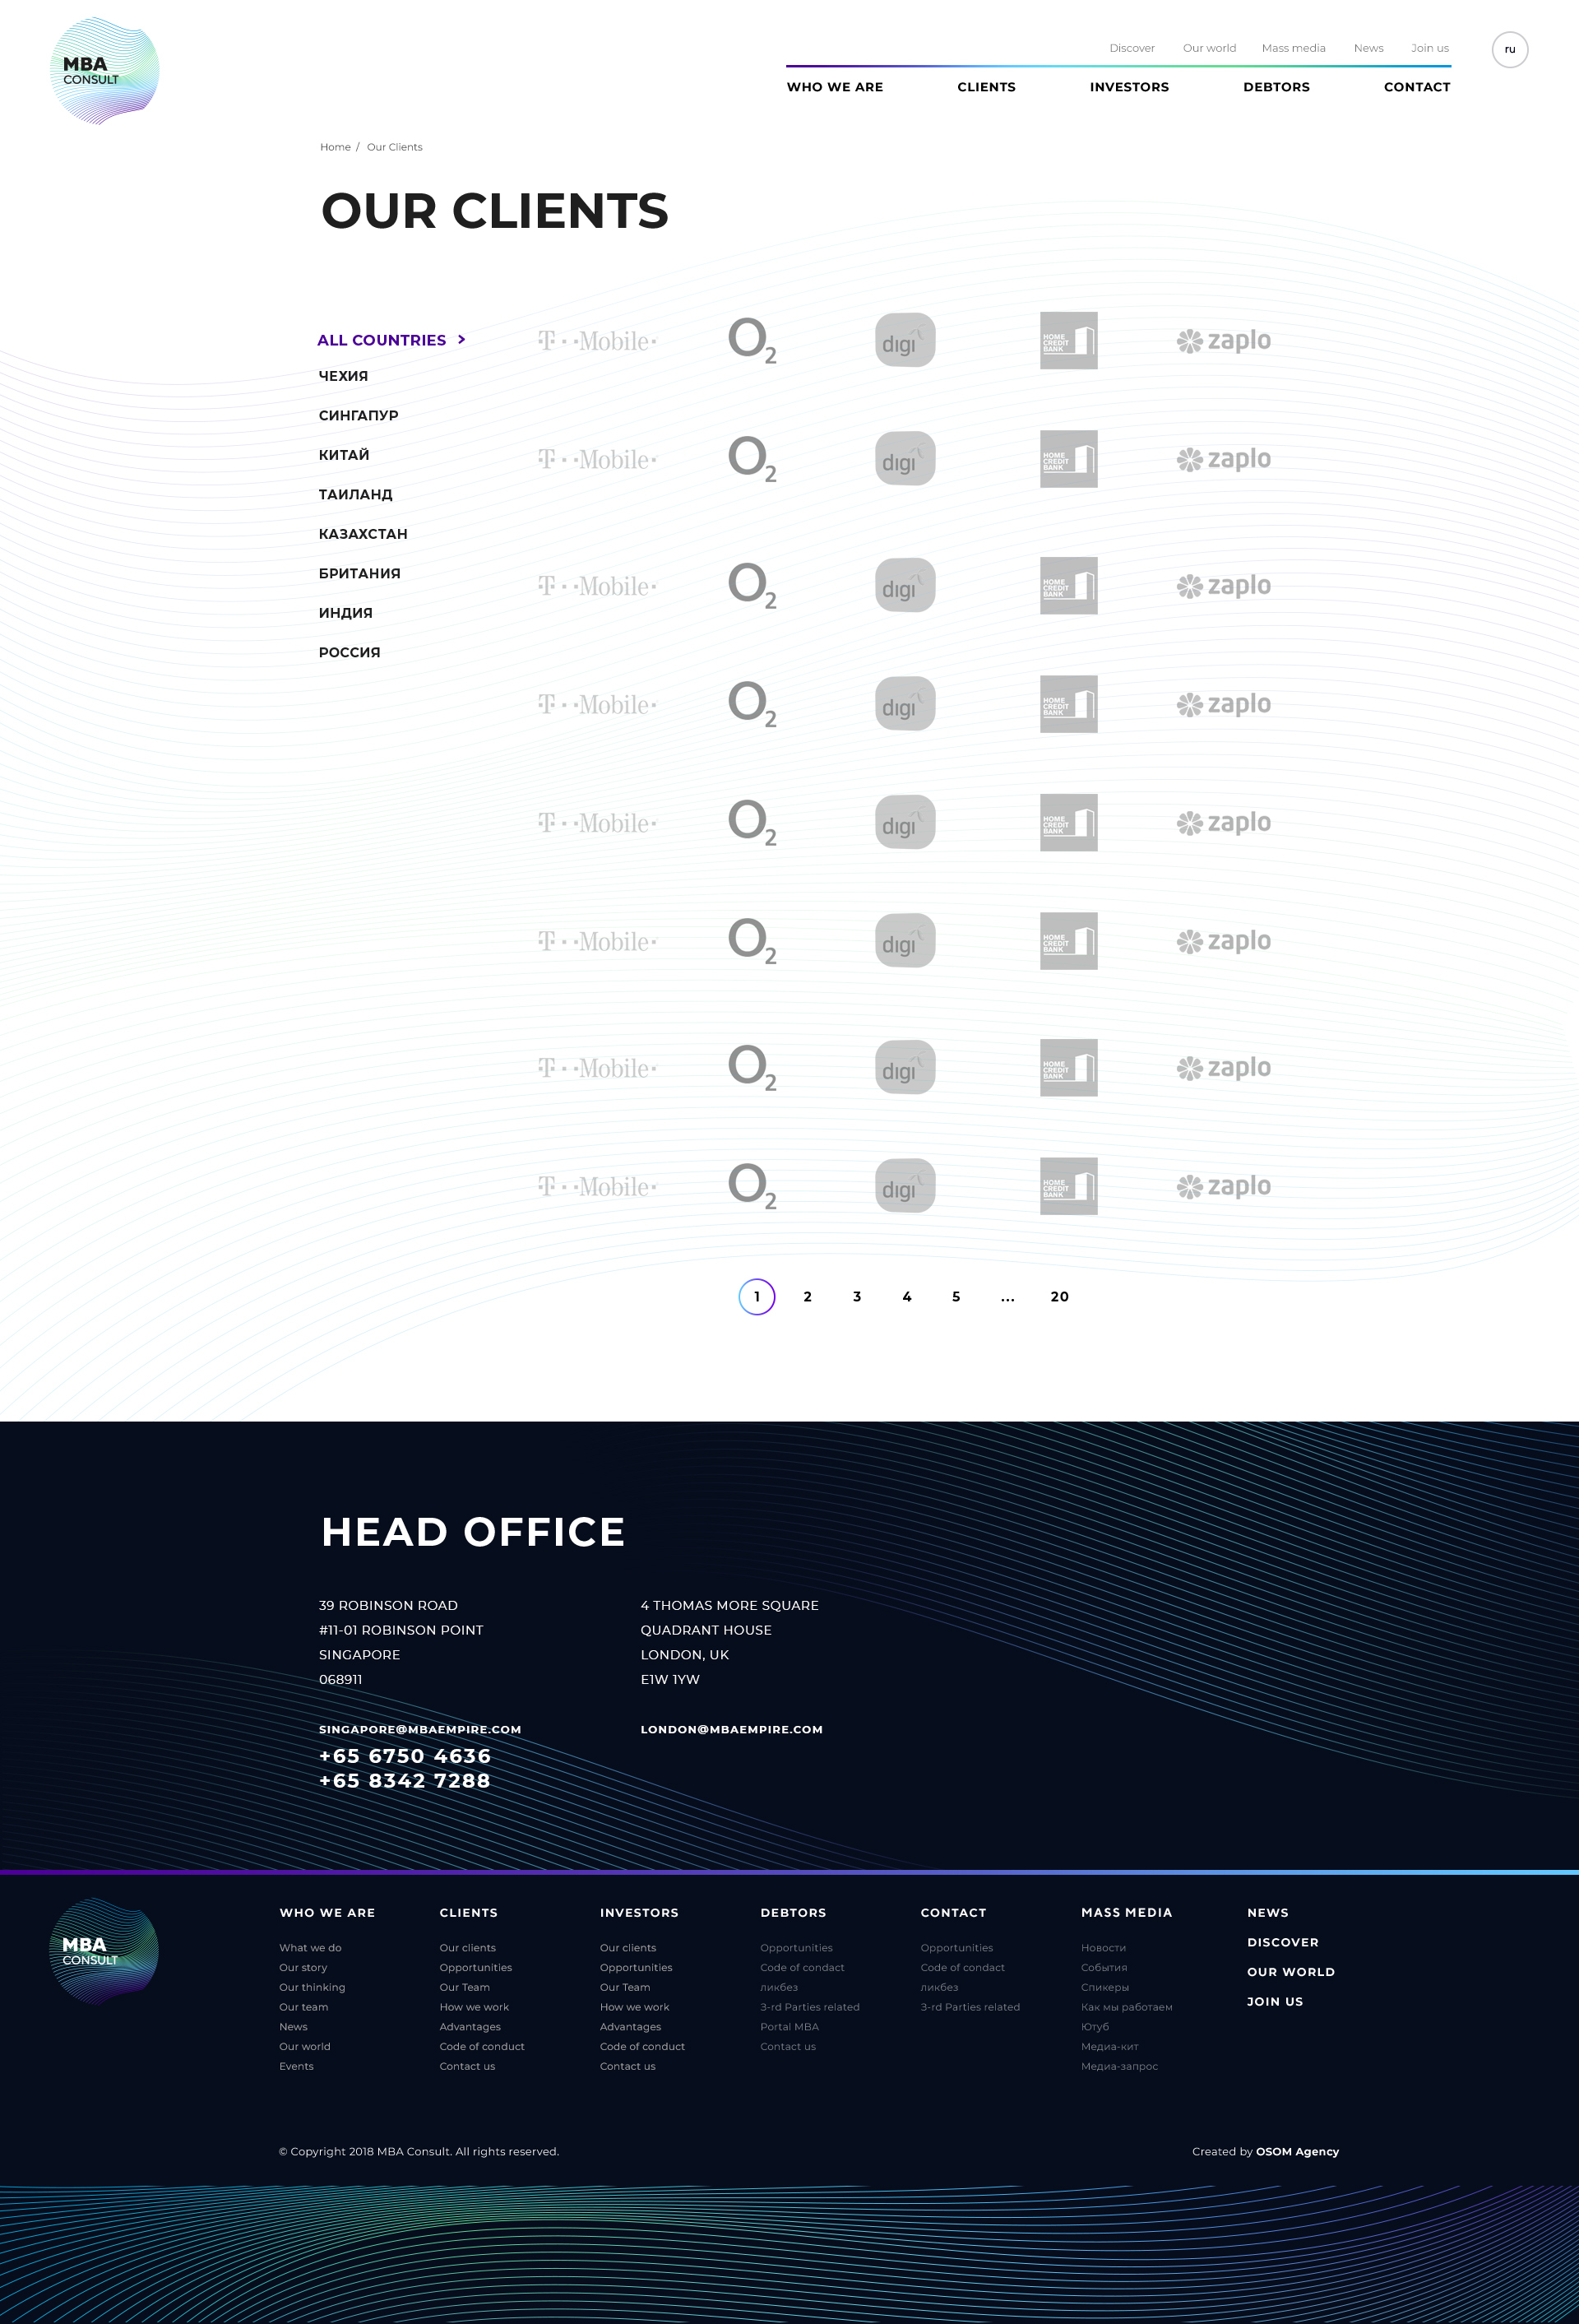 MBA
CONSULT
Discover Our world Mass media News Join us
ru
WHO WE ARE CLIENTS INVESTORS DEBTORS CONTACT
Home / Our Clients
OUR CLIENTS
ALL COUNTRIES >
ЧЕХИЯ
СИНГАПУР
КИТАЙ
ТАИЛАНД
КАЗАХСТАН
БРИТАНИЯ
ИНДИЯ
РОССИЯ
T··Mobile· O2 digi HOME CREDIT BANK zaplo
T··Mobile· O2 digi HOME CREDIT BANK zaplo
T··Mobile· O2 digi HOME CREDIT BANK zaplo
T··Mobile· O2 digi HOME CREDIT BANK zaplo
T··Mobile· O2 digi HOME CREDIT BANK zaplo
T··Mobile· O2 digi HOME CREDIT BANK zaplo
T··Mobile· O2 digi HOME CREDIT BANK zaplo
T··Mobile· O2 digi HOME CREDIT BANK zaplo
1 2 3 4 5 ... 20
HEAD OFFICE
39 ROBINSON ROAD
#11-01 ROBINSON POINT
SINGAPORE
068911
SINGAPORE@MBAEMPIRE.COM
+65 6750 4636
+65 8342 7288
4 THOMAS MORE SQUARE
QUADRANT HOUSE
LONDON, UK
E1W 1YW
LONDON@MBAEMPIRE.COM
MBA
CONSULT
WHO WE ARE
What we do
Our story
Our thinking
Our team
News
Our world
Events
CLIENTS
Our clients
Opportunities
Our Team
How we work
Advantages
Code of conduct
Contact us
INVESTORS
Our clients
Opportunities
Our Team
How we work
Advantages
Code of conduct
Contact us
DEBTORS
Opportunities
Code of condact
ликбез
3-rd Parties related
Portal MBA
Contact us
CONTACT
Opportunities
Code of condact
ликбез
3-rd Parties related
MASS MEDIA
Новости
События
Спикеры
Как мы работаем
Ютуб
Медиа-кит
Медиа-запрос
NEWS
DISCOVER
OUR WORLD
JOIN US
© Copyright 2018 MBA Consult. All rights reserved.
Created by OSOM Agency